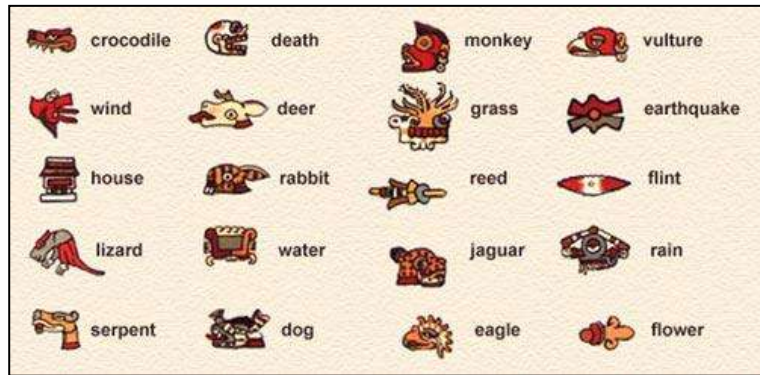 crocodile death monkey vulture
wind deer grass earthquake
house rabbit reed flint
lizard water jaguar rain
serpent dog eagle flower